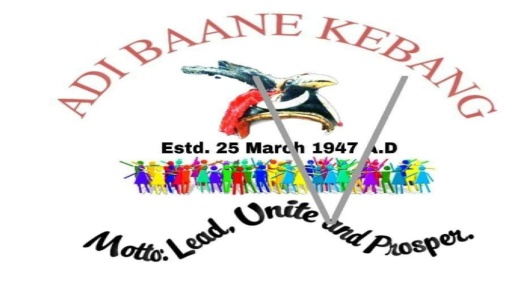 ADI BAANE KEBANG
Estd. 25 March 1947 A.D
Motto: Lead, Unite and Prosper.